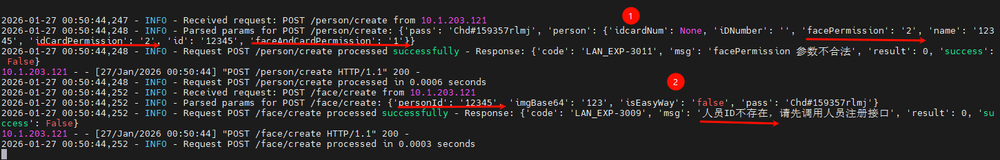 1
2026-01-27 00:50:44,247 - INFO - Received request: POST /person/create from 10.1.203.121
2026-01-27 00:50:44,248 - INFO - Parsed params for POST /person/create: {'pass': 'Chd#159357rlmj', 'person': {'idcardNum': None, 'iDNumber': '', 'facePermission': '2', 'name': '123
45', 'idCardPermission': '2', 'id': '12345', 'faceAndCardPermission': '1'}}
2026-01-27 00:50:44,248 - INFO - Request POST /person/create processed successfully - Response: {'code': 'LAN_EXP-3011', 'msg': 'facePermission 参数不合法', 'result': 0, 'success':
False}
10.1.203.121 - - [27/Jan/2026 00:50:44] "POST /person/create HTTP/1.1" 200 -
2026-01-27 00:50:44,248 - INFO - Request POST /person/create processed in 0.0006 seconds
2026-01-27 00:50:44,252 - INFO - Received request: POST /face/create from 10.1.203.121
2
2026-01-27 00:50:44,252 - INFO - Parsed params for POST /face/create: {'personId': '12345', 'imgBase64': '123', 'isEasyWay': 'false', 'pass': 'Chd#159357rlmj'}
2026-01-27 00:50:44,252 - INFO - Request POST /face/create processed successfully - Response: {'code': 'LAN_EXP-3009', 'msg': '人员ID不存在，请先调用人员注册接口', 'result': 0, 'su
ccess': False}
10.1.203.121 - - [27/Jan/2026 00:50:44] "POST /face/create HTTP/1.1" 200 -
2026-01-27 00:50:44,252 - INFO - Request POST /face/create processed in 0.0003 seconds